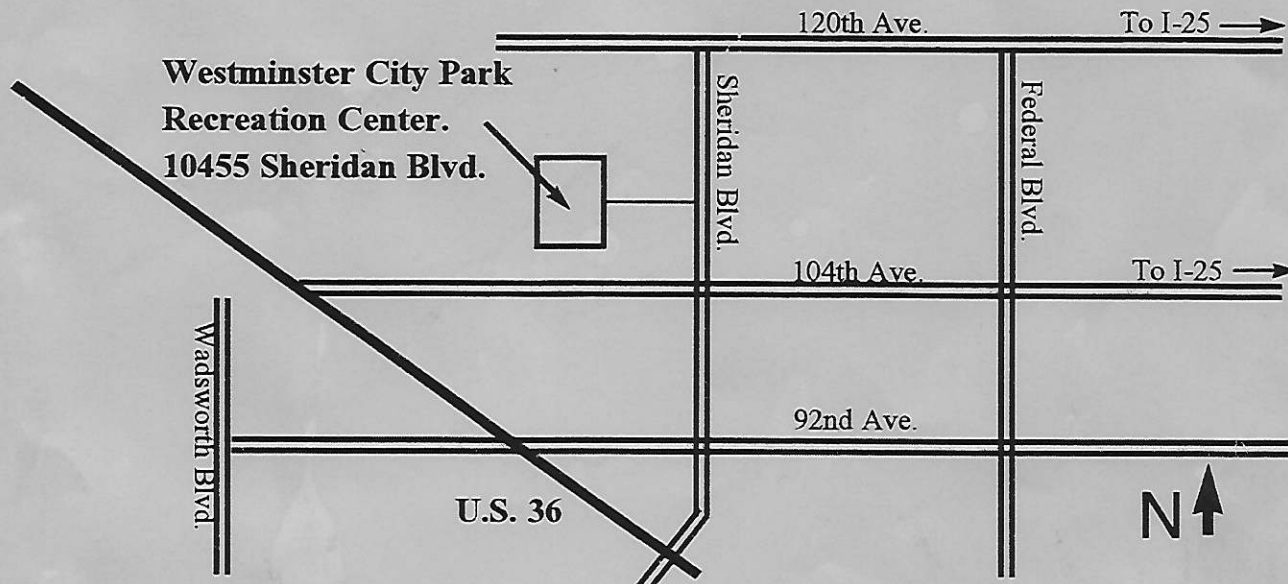 120th Ave.
To I-25
Westminster City Park
Recreation Center.
10455 Sheridan Blvd.
Sheridan Blvd.
Federal Blvd.
104th Ave.
To I-25
Wadsworth Blvd.
92nd Ave.
U.S. 36
N